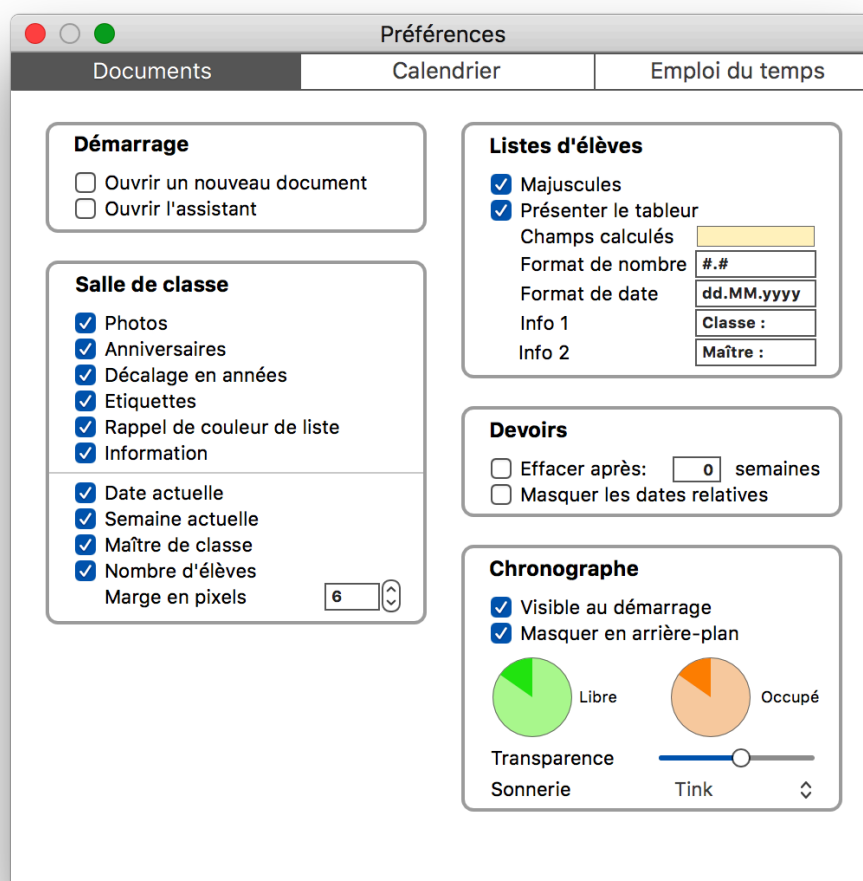 Préférences
Documents
Calendrier
Emploi du temps
Démarrage
Ouvrir un nouveau document
Ouvrir l'assistant
Salle de classe
Photos
Anniversaires
Décalage en années
Etiquettes
Rappel de couleur de liste
Information
Date actuelle
Semaine actuelle
Maître de classe
Nombre d'élèves
Marge en pixels 6
Listes d'élèves
Majuscules
Présenter le tableur
Champs calculés
Format de nombre #.#
Format de date dd.MM.yyyy
Info 1 Classe :
Info 2 Maître :
Devoirs
Effacer après: 0 semaines
Masquer les dates relatives
Chronographe
Visible au démarrage
Masquer en arrière-plan
Libre Occupé
Transparence
Sonnerie Tink